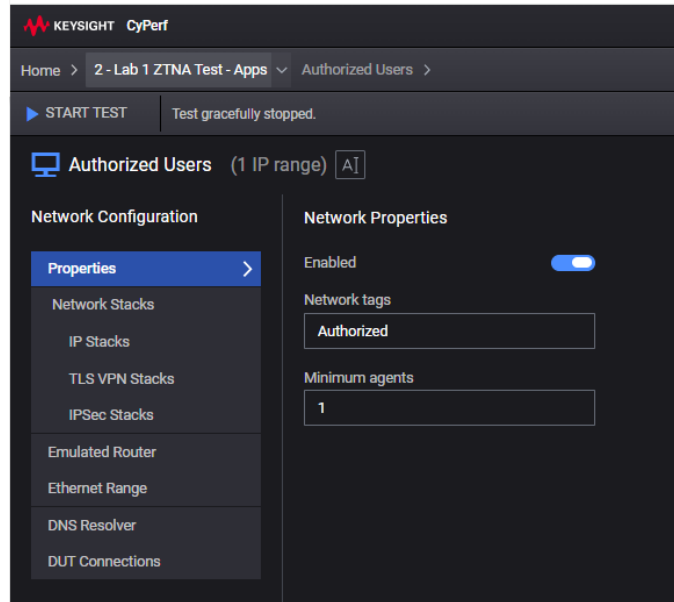 KEYSIGHT CyPerf
Home > 2 - Lab 1 ZTNA Test - Apps Authorized Users >
START TEST Test gracefully stopped.
Authorized Users (1 IP range) A
Network Configuration
Properties
Network Stacks
IP Stacks
TLS VPN Stacks
IPSec Stacks
Emulated Router
Ethernet Range
DNS Resolver
DUT Connections
Network Properties
Enabled
Network tags
Authorized
Minimum agents
1